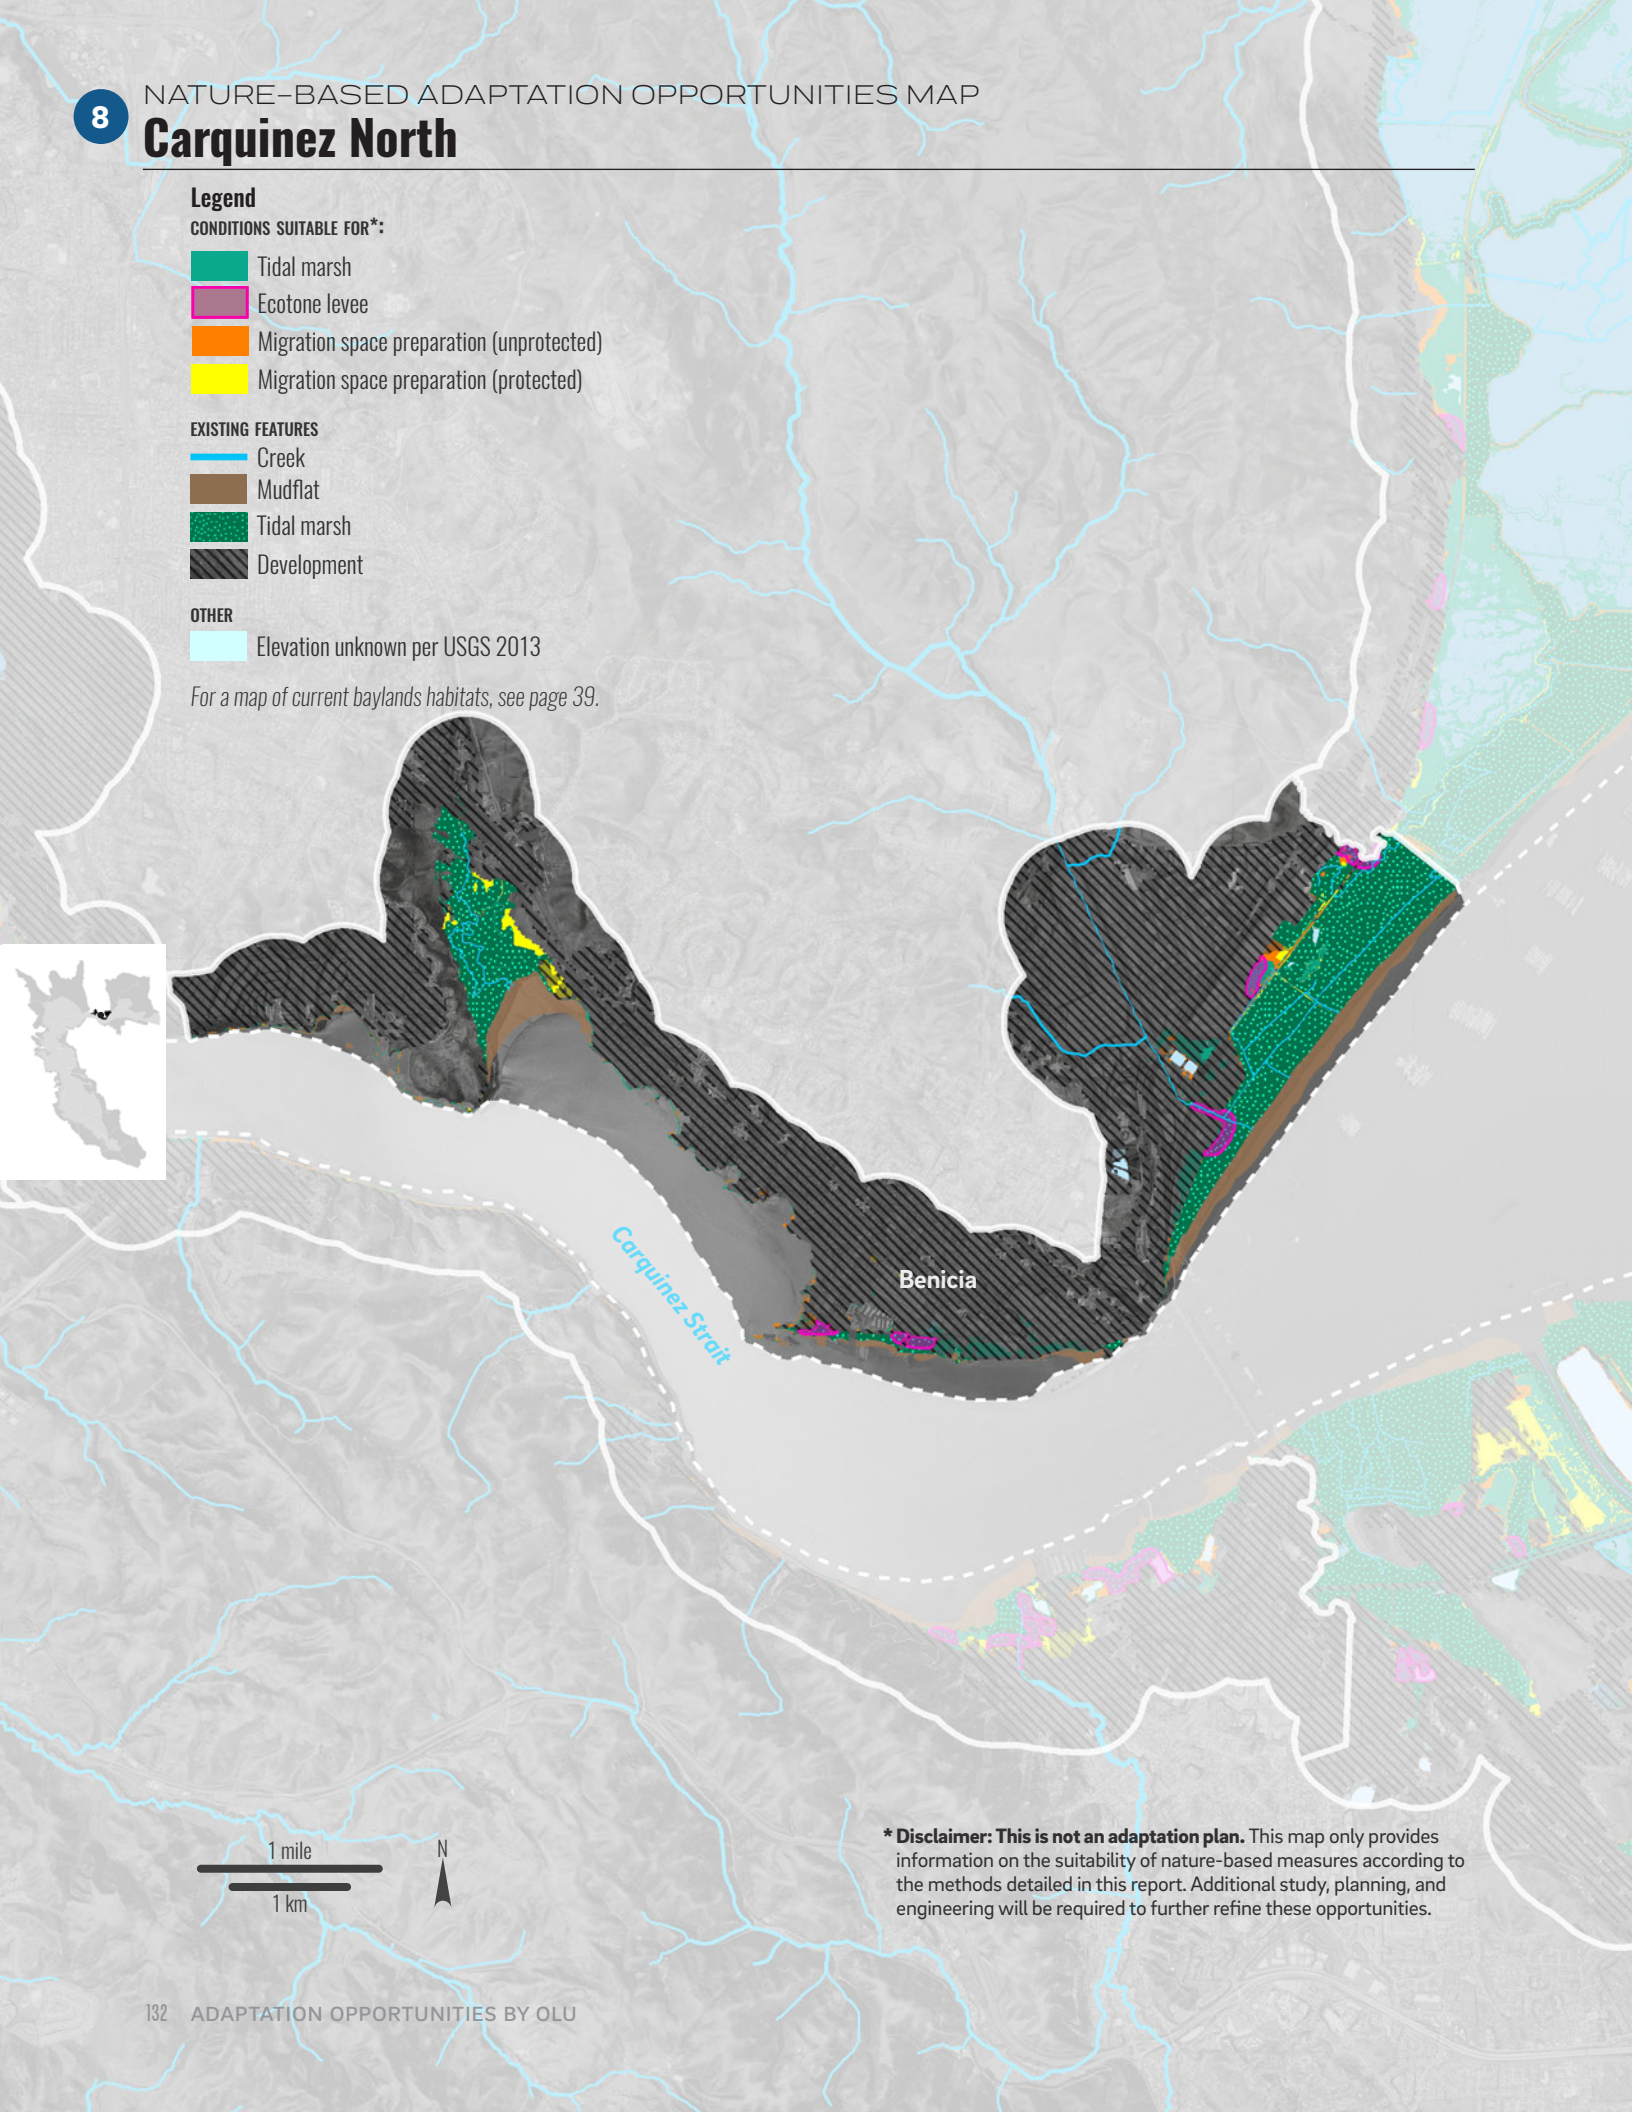 8
NATURE–BASED ADAPTATION OPPORTUNITIES MAP
Carquinez North
Legend
CONDITIONS SUITABLE FOR*:
Tidal marsh
Ecotone levee
Migration space preparation (unprotected)
Migration space preparation (protected)
EXISTING FEATURES
Creek
Mudflat
Tidal marsh
Development
OTHER
Elevation unknown per USGS 2013
For a map of current baylands habitats, see page 39.
Carquinez Strait
Benicia
1 mile
1 km
N
* Disclaimer: This is not an adaptation plan. This map only provides
information on the suitability of nature-based measures according to
the methods detailed in this report. Additional study, planning, and
engineering will be required to further refine these opportunities.
132 ADAPTATION OPPORTUNITIES BY OLU